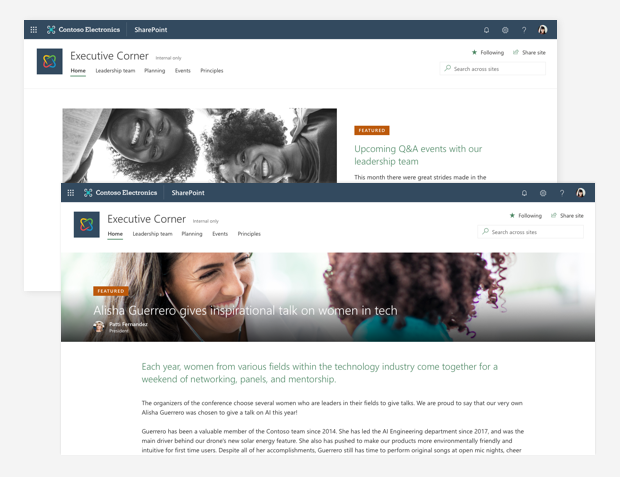 Contoso Electronics SharePoint ?
Executive Corner Internal only
Following Share site
Home Leadership team Planning Events Principles
Search across sites
FEATURED
Upcoming Q&A events with our
leadership team
This month there were great strides made in the
Contoso Electronics SharePoint ?
Executive Corner Internal only
Following Share site
Home Leadership team Planning Events Principles
Search across sites
FEATURED
Alisha Guerrero gives inspirational talk on women in tech
Patti Fernandez
President
Each year, women from various fields within the technology industry come together for a
weekend of networking, panels, and mentorship.
The organizers of the conference choose several women who are leaders in their fields to give talks. We are proud to say that our very own
Alisha Guerrero was chosen to give a talk on AI this year!
Guerrero has been a valuable member of the Contoso team since 2014. She has led the AI Engineering department since 2017, and was the
main driver behind our drone's new solar energy feature. She also has pushed to make our products more environmentally friendly and
intuitive for first time users. Despite all of her accomplishments, Guerrero still has time to perform original songs at open mic nights, cheer